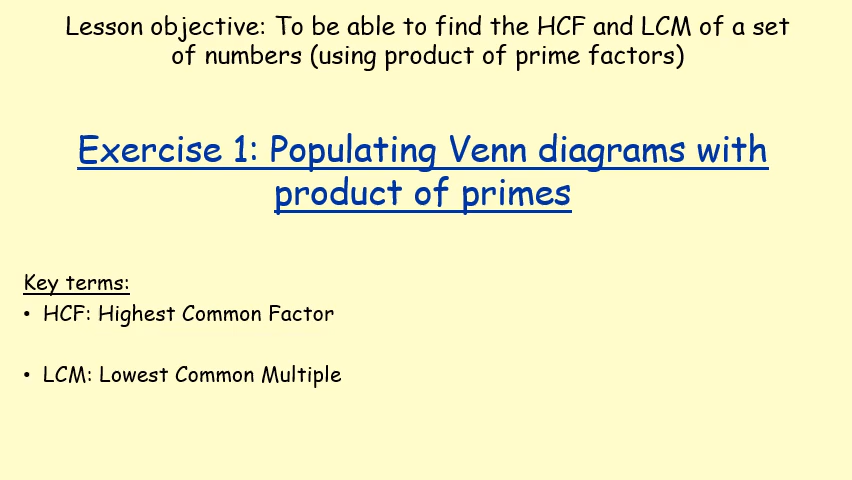 Lesson objective: To be able to find the HCF and LCM of a set
of numbers (using product of prime factors)
Exercise 1: Populating Venn diagrams with
product of primes
Key terms:
• HCF: Highest Common Factor
• LCM: Lowest Common Multiple